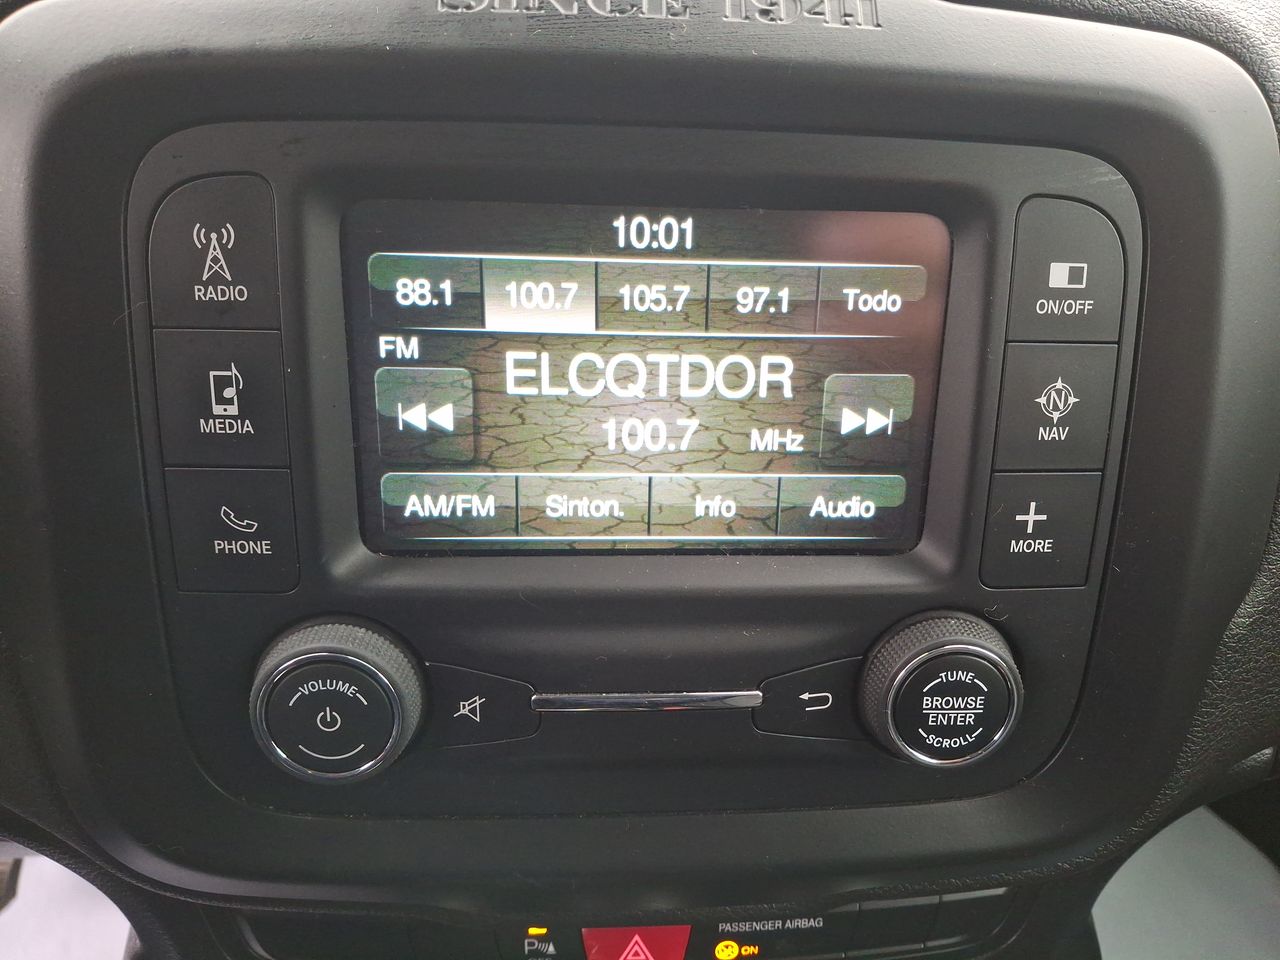 SINCE 1941
10:01
88.1 100.7 105.7 97.1 Todo
FM
ELCQTDOR
100.7 MHz
AM/FM Sinton. Info Audio
RADIO
MEDIA
PHONE
ON/OFF
N
NAV
MORE
VOLUME
TUNE
BROWSE
ENTER
SCROLL
PASSENGER AIRBAG
P
ON